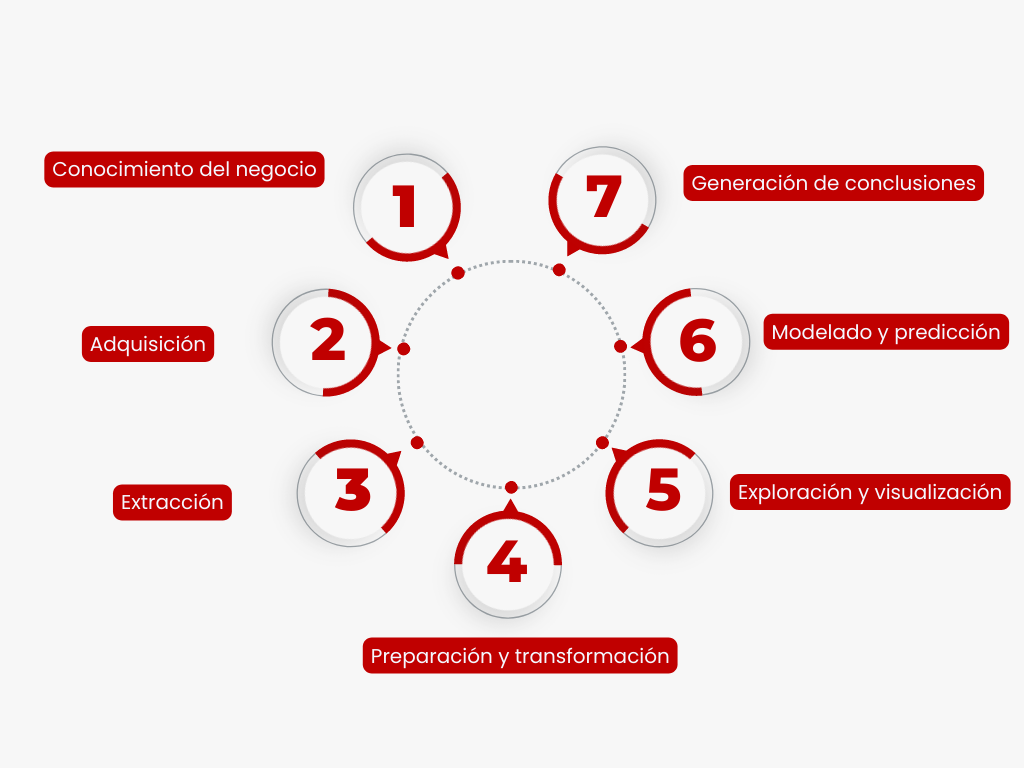 1
Conocimiento del negocio
2
Adquisición
3
Extracción
4
Preparación y transformación
5
Exploración y visualización
6
Modelado y predicción
7
Generación de conclusiones